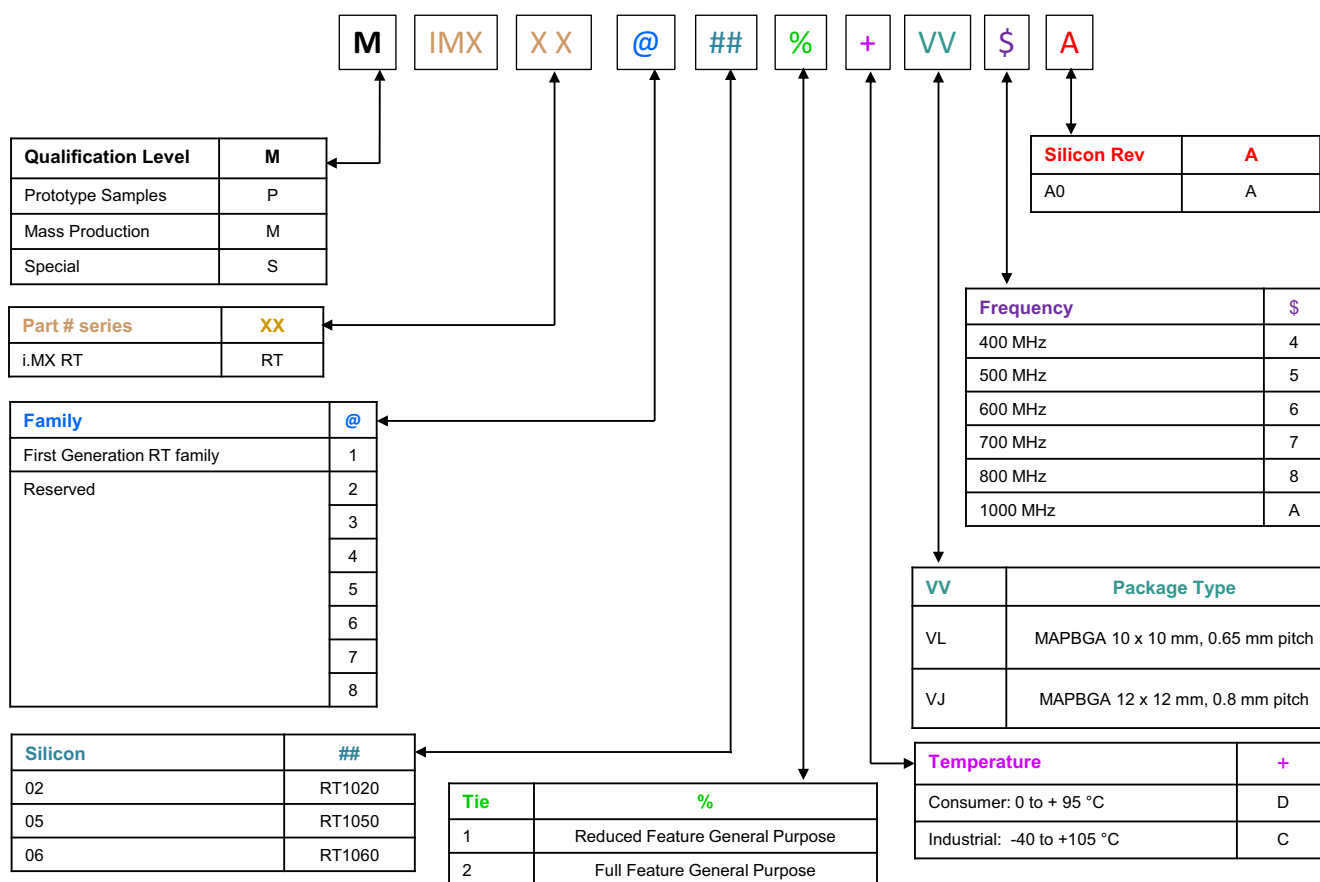 M IMX X X @ ## % + VV $ A
Qualification Level M
Prototype Samples P
Mass Production M
Special S
Silicon Rev A
A0 A
Part # series XX
i.MX RT RT
Frequency $
400 MHz 4
500 MHz 5
600 MHz 6
700 MHz 7
800 MHz 8
1000 MHz A
Family @
First Generation RT family 1
Reserved 2
3
4
5
6
7
8
VV Package Type
VL MAPBGA 10 x 10 mm, 0.65 mm pitch
VJ MAPBGA 12 x 12 mm, 0.8 mm pitch
Silicon ##
02 RT1020
05 RT1050
06 RT1060
Tie %
1 Reduced Feature General Purpose
2 Full Feature General Purpose
Temperature +
Consumer: 0 to + 95 °C D
Industrial: -40 to +105 °C C